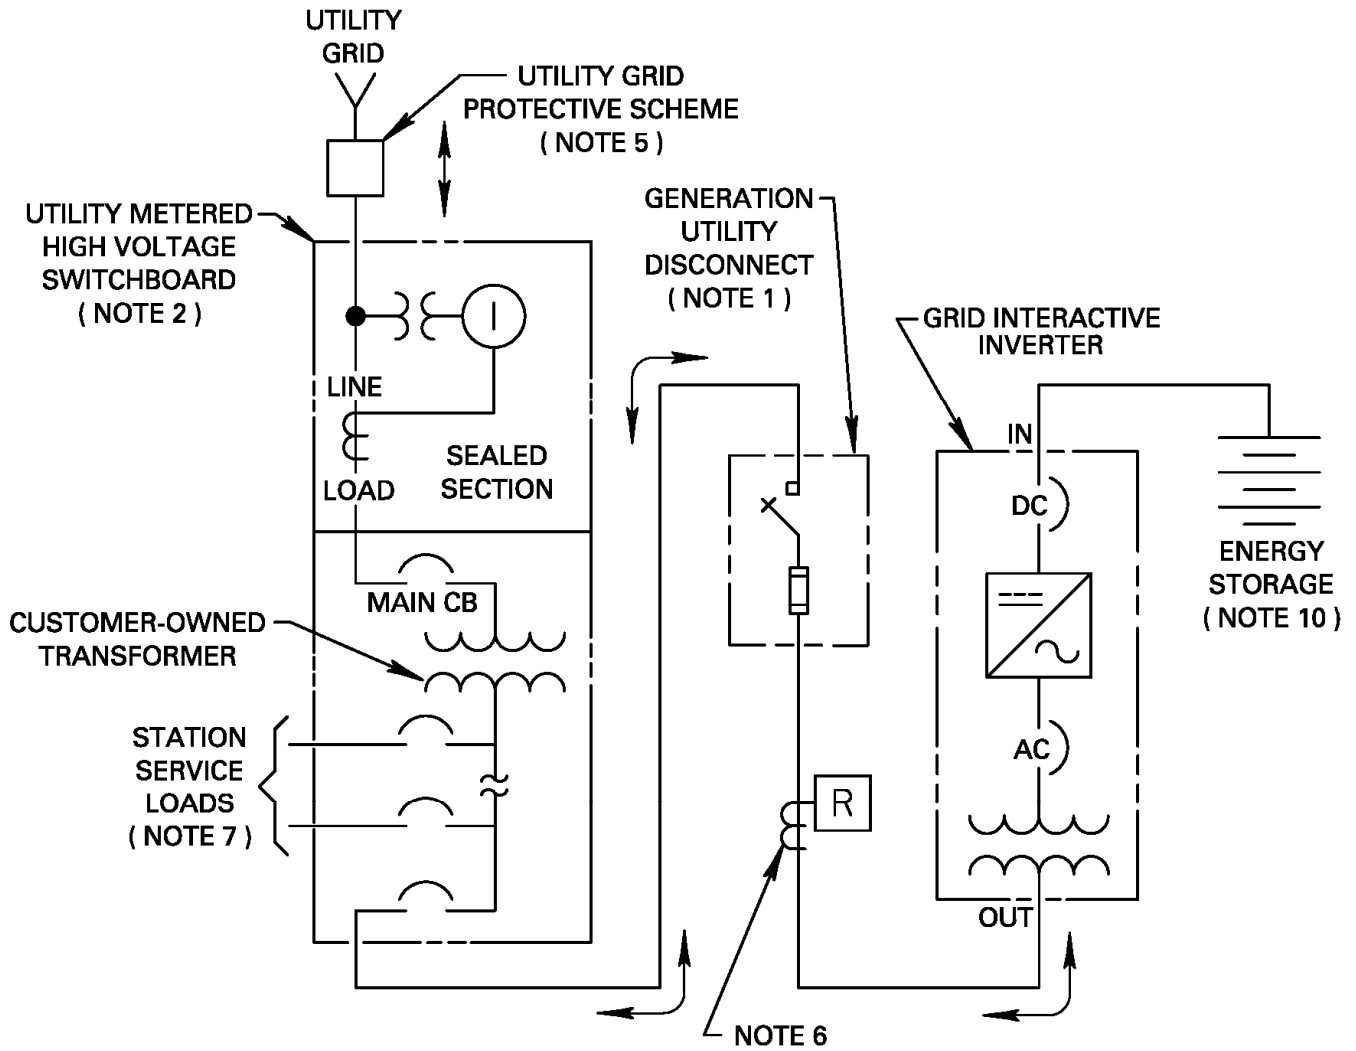 UTILITY
GRID
UTILITY GRID
PROTECTIVE SCHEME
( NOTE 5 )
UTILITY METERED
HIGH VOLTAGE
SWITCHBOARD
( NOTE 2 )
GENERATION
UTILITY
DISCONNECT
( NOTE 1 )
GRID INTERACTIVE
INVERTER
I
LINE
LOAD
SEALED
SECTION
IN
DC
ENERGY
STORAGE
( NOTE 10 )
MAIN CB
CUSTOMER-OWNED
TRANSFORMER
STATION
SERVICE
LOADS
( NOTE 7 )
AC
R
OUT
NOTE 6